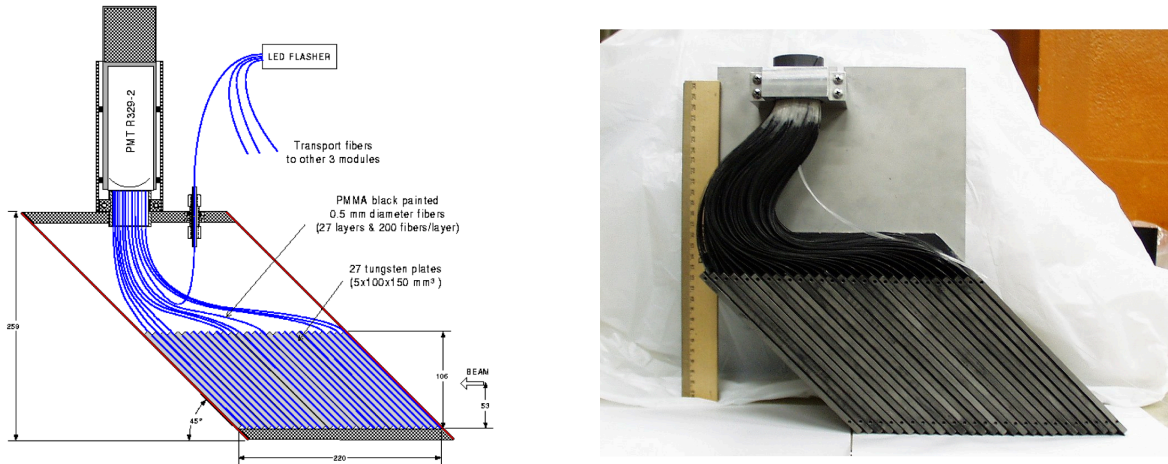 LED FLASHER
PMT R329-2
Transport fibers
to other 3 modules
PMMA black painted
0.5 mm diameter fibers
(27 layers & 200 fibers/layer)
27 tungsten plates
(5x100x150 mm³ )
259
BEAM
106
53
45°
220